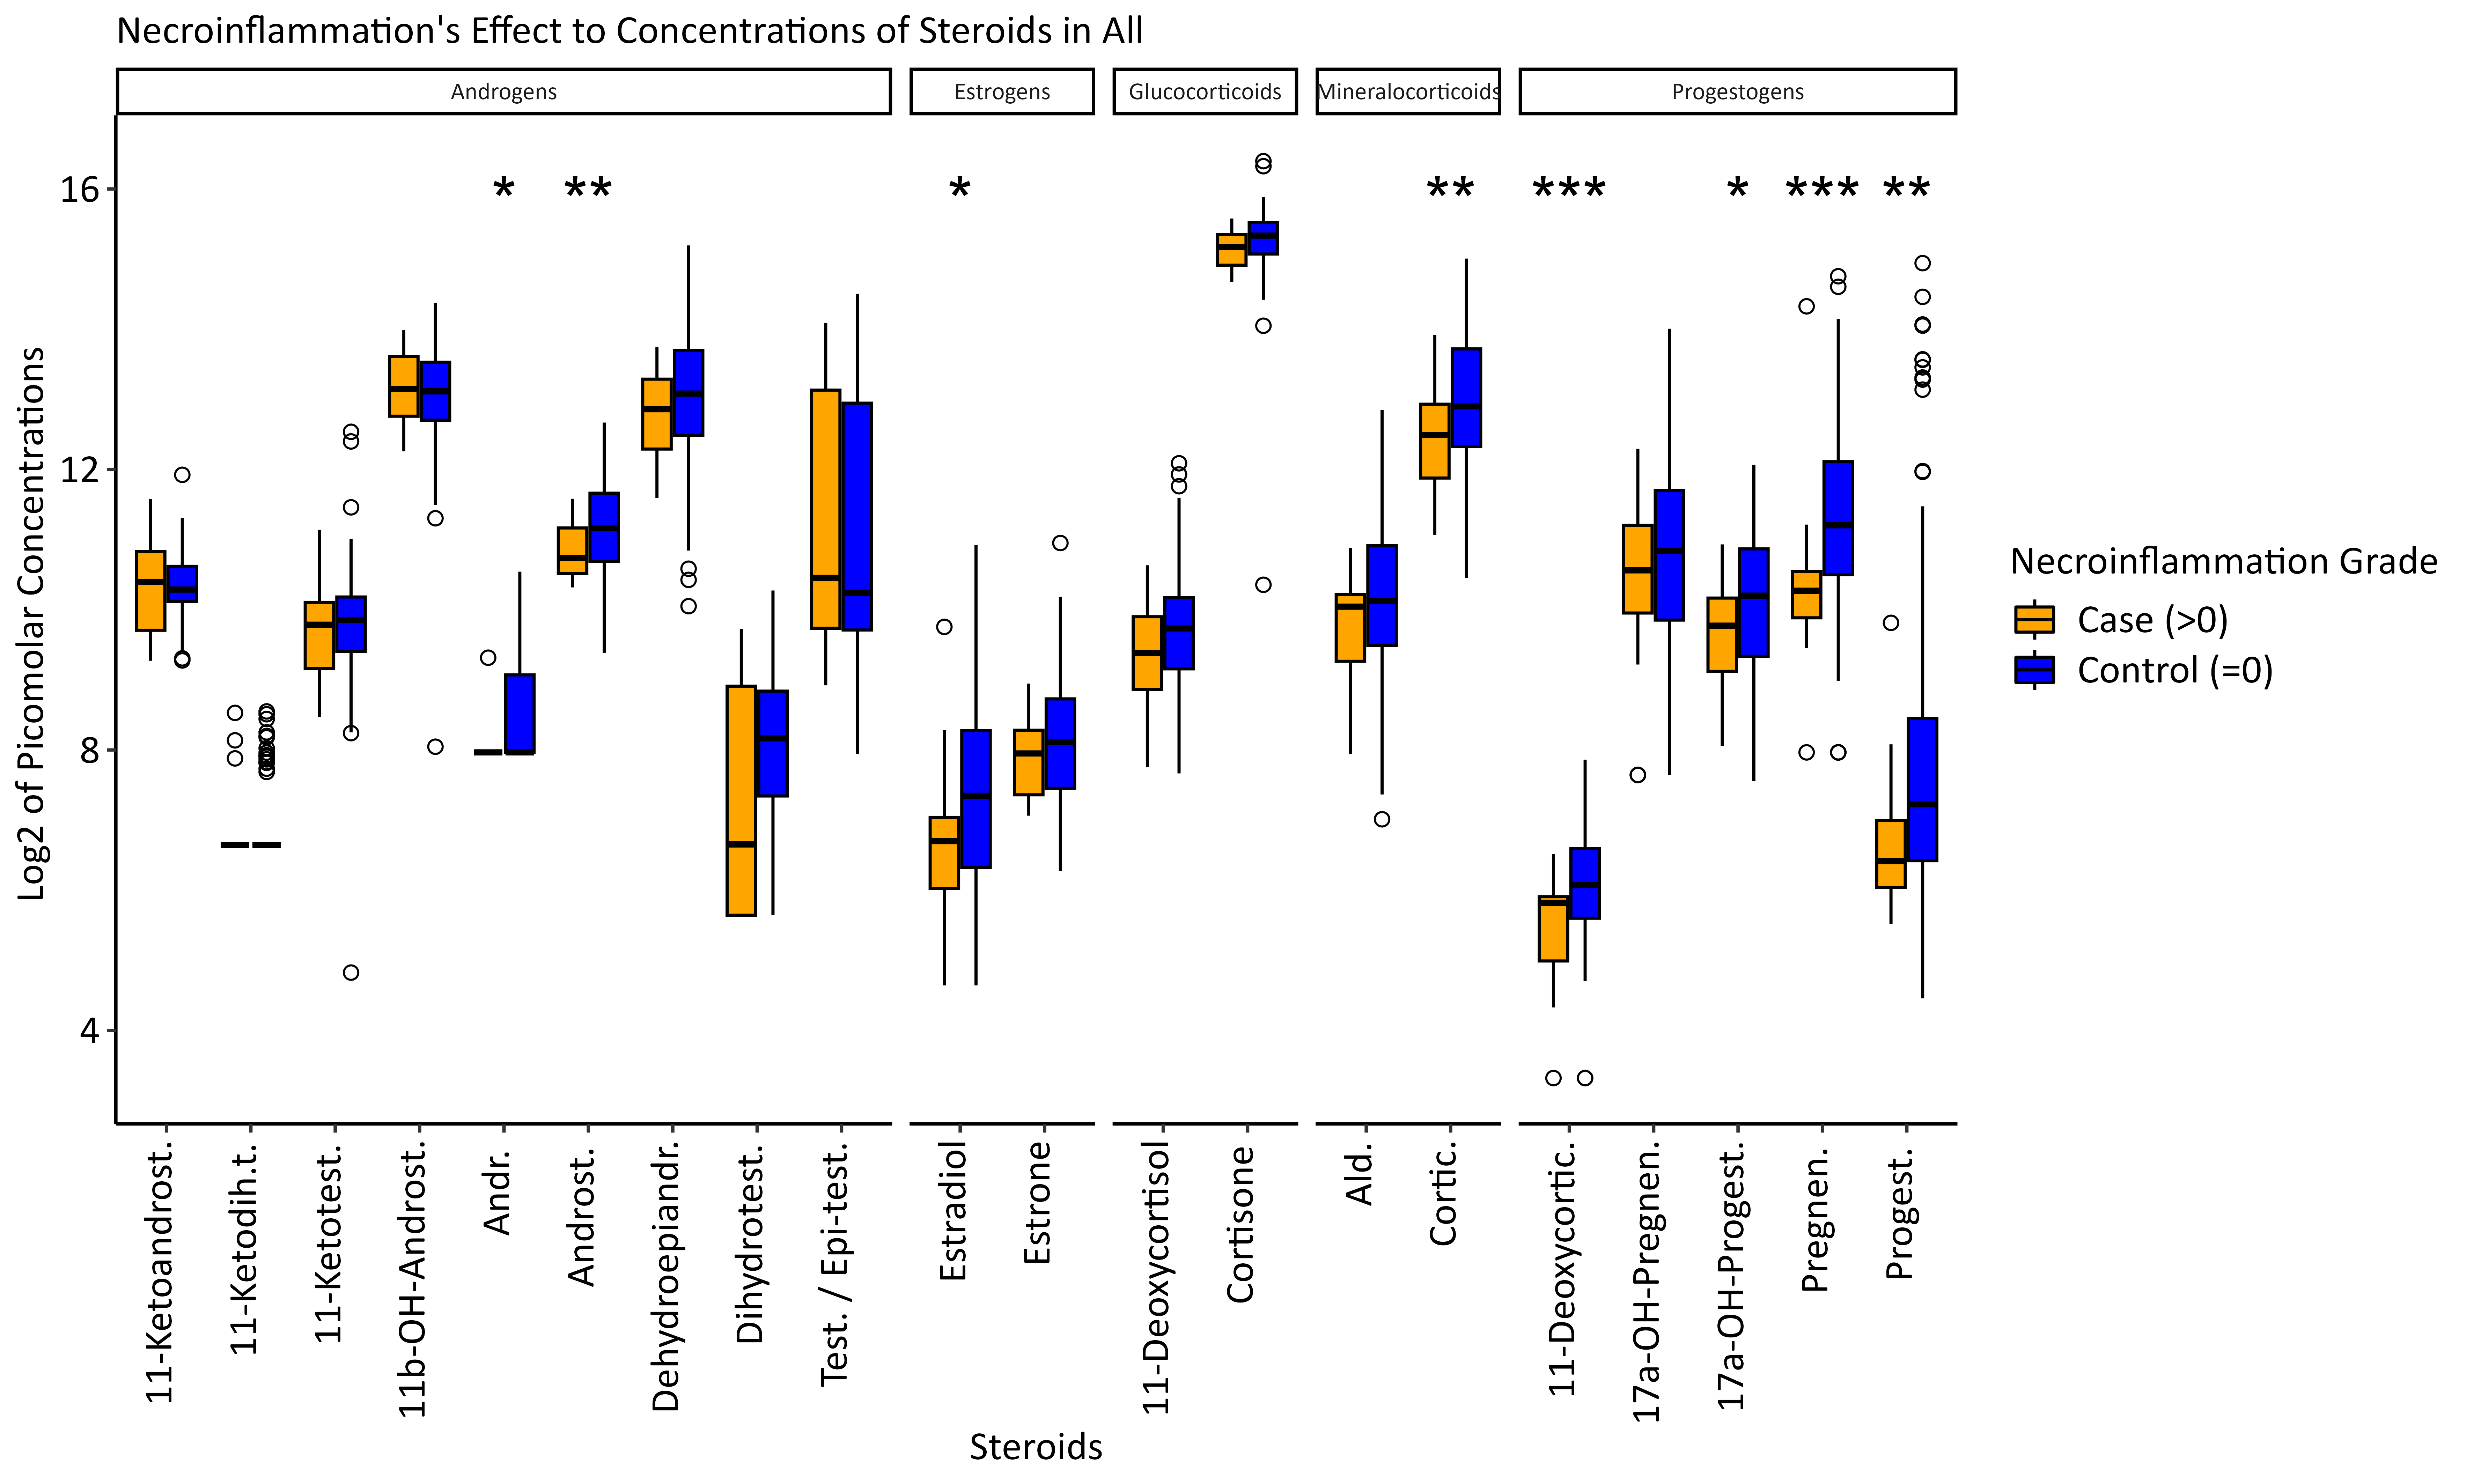 Necroinflammation's Effect to Concentrations of Steroids in All
Androgens
Estrogens
Glucocorticoids
Mineralocorticoids
Progestogens
* ** * ** *** * *** **
Log2 of Picomolar Concentrations
16
12
8
4
11-Ketoandrost.
11-Ketodih.t.
11-Ketotest.
11b-OH-Androst.
Andr.
Androst.
Dehydroepiandr.
Dihydrotest.
Test. / Epi-test.
Estradiol
Estrone
11-Deoxycortisol
Cortisone
Ald.
Cortic.
11-Deoxycortic.
17a-OH-Pregnen.
17a-OH-Progest.
Pregnen.
Progest.
Steroids
Necroinflammation Grade
Case (>0)
Control (=0)